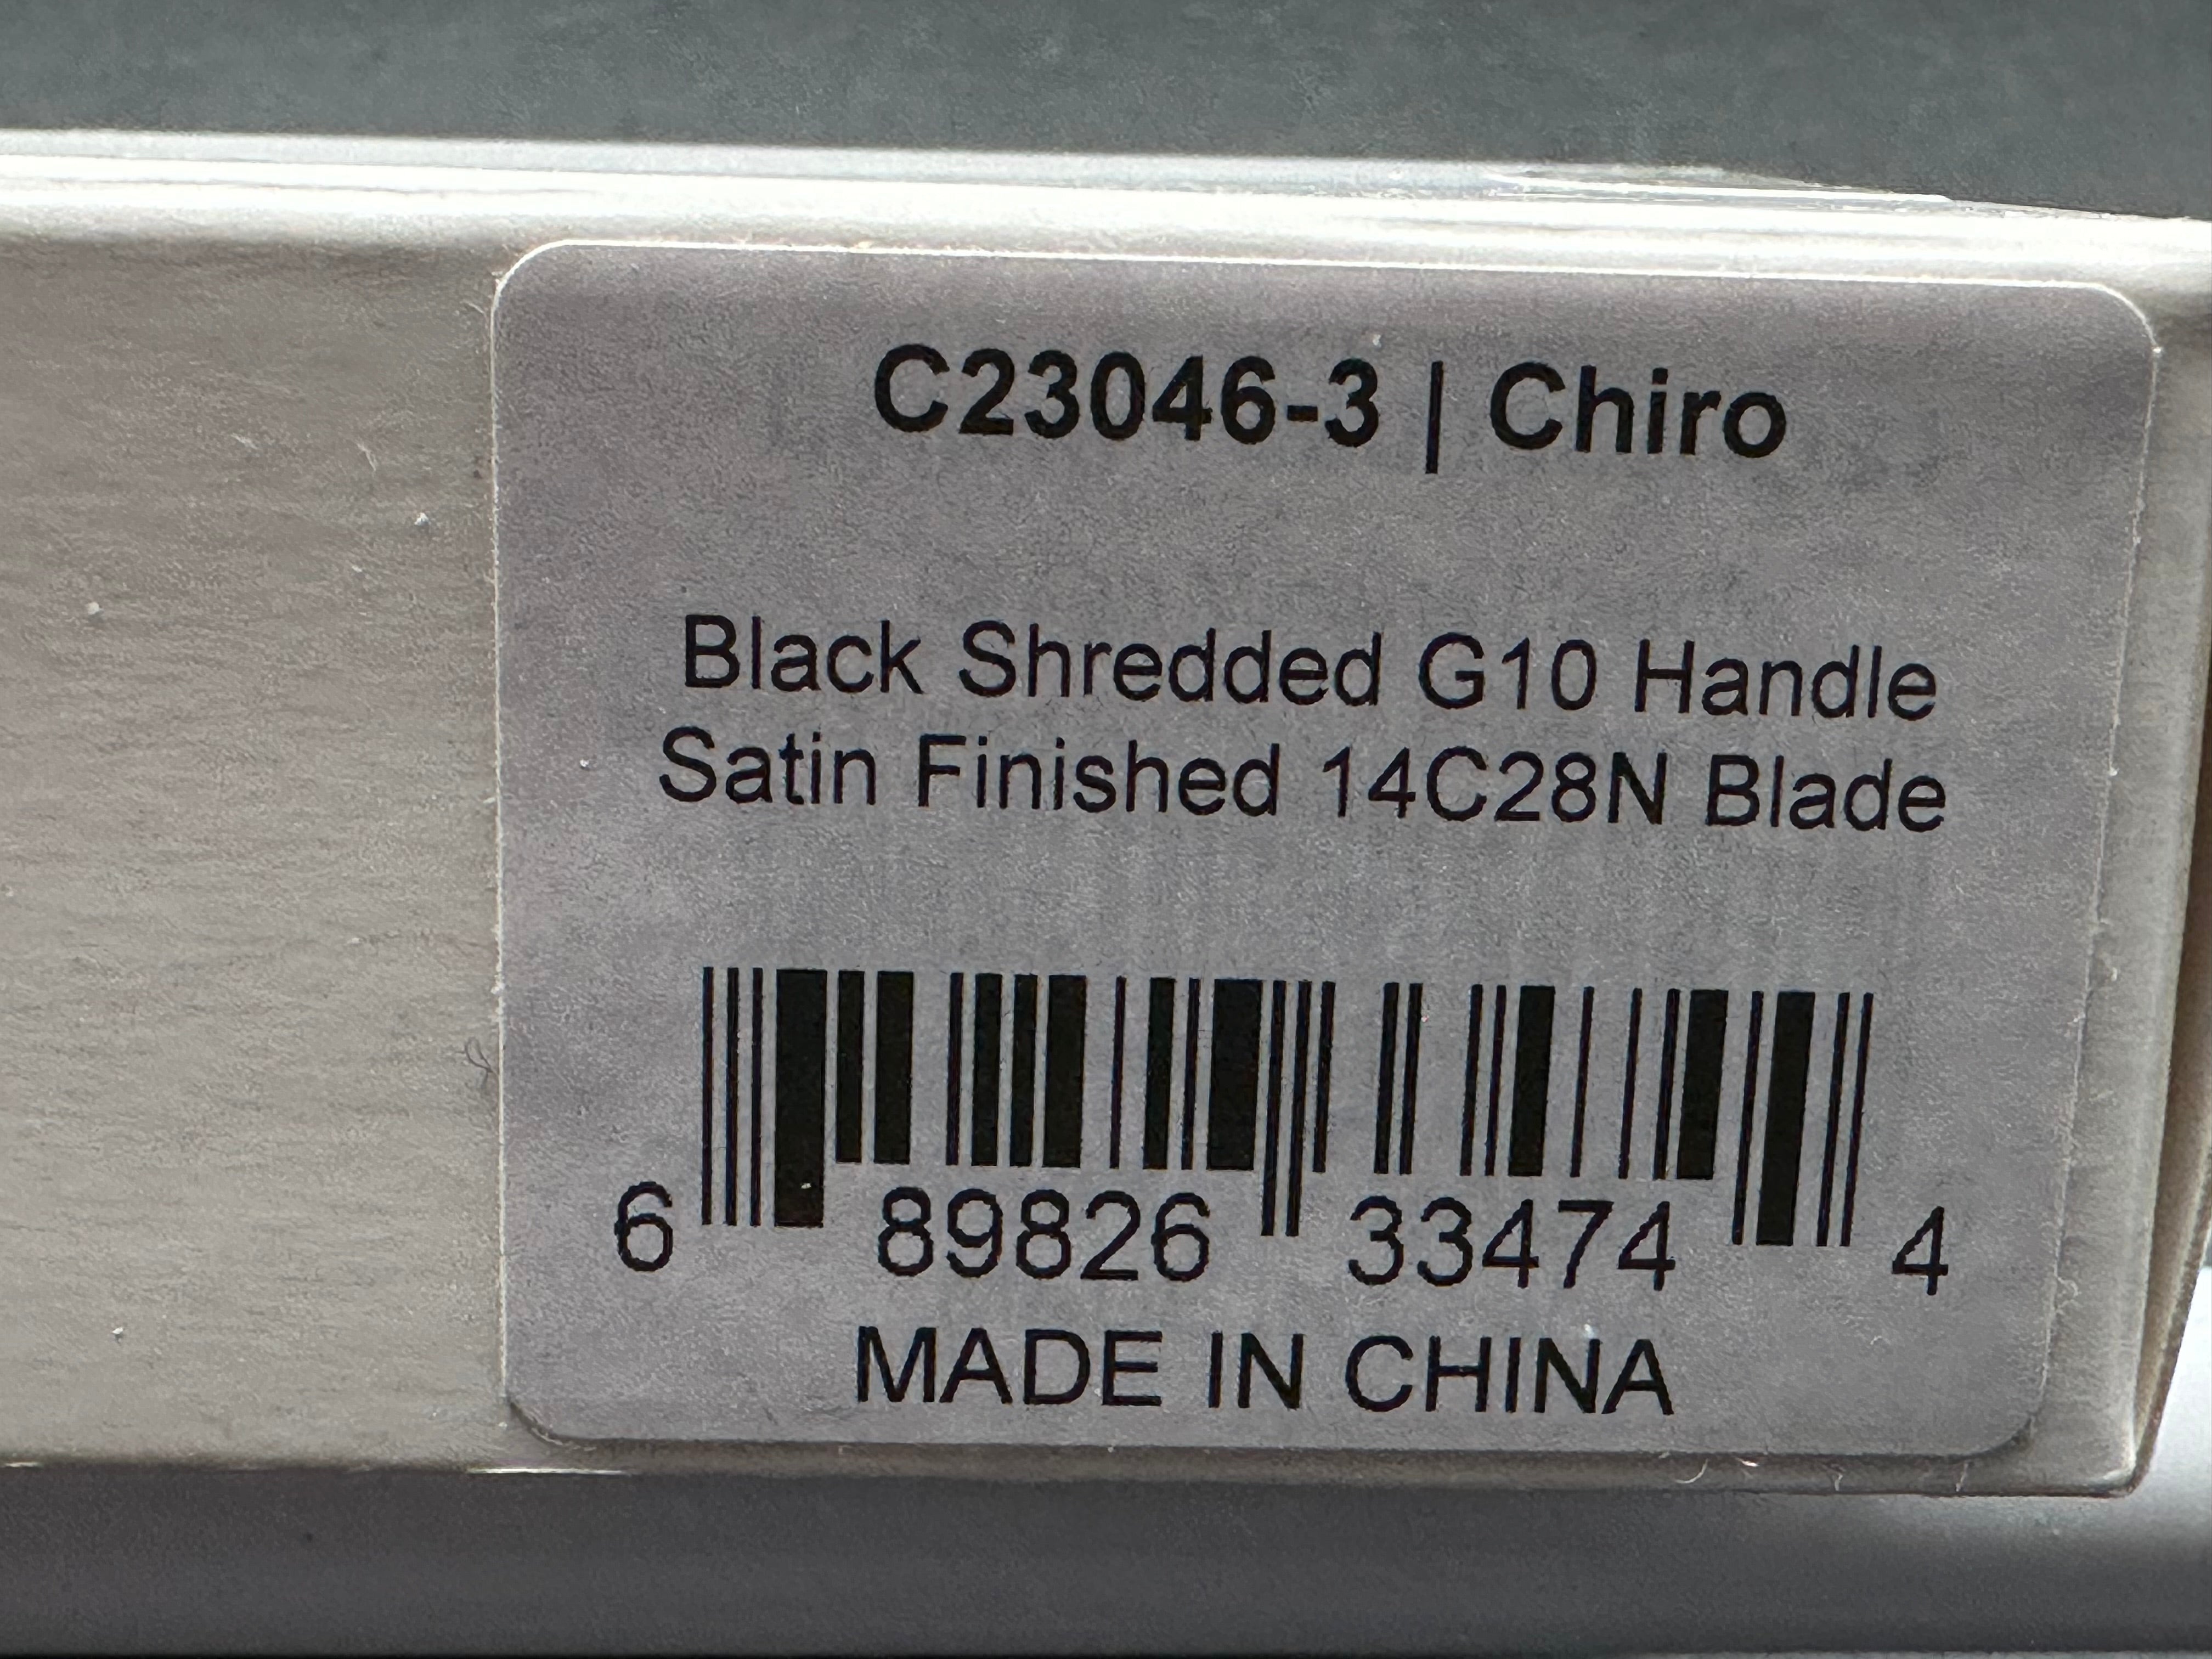 C23046-3 | Chiro
Black Shredded G10 Handle
Satin Finished 14C28N Blade
6 89826 33474 4
MADE IN CHINA